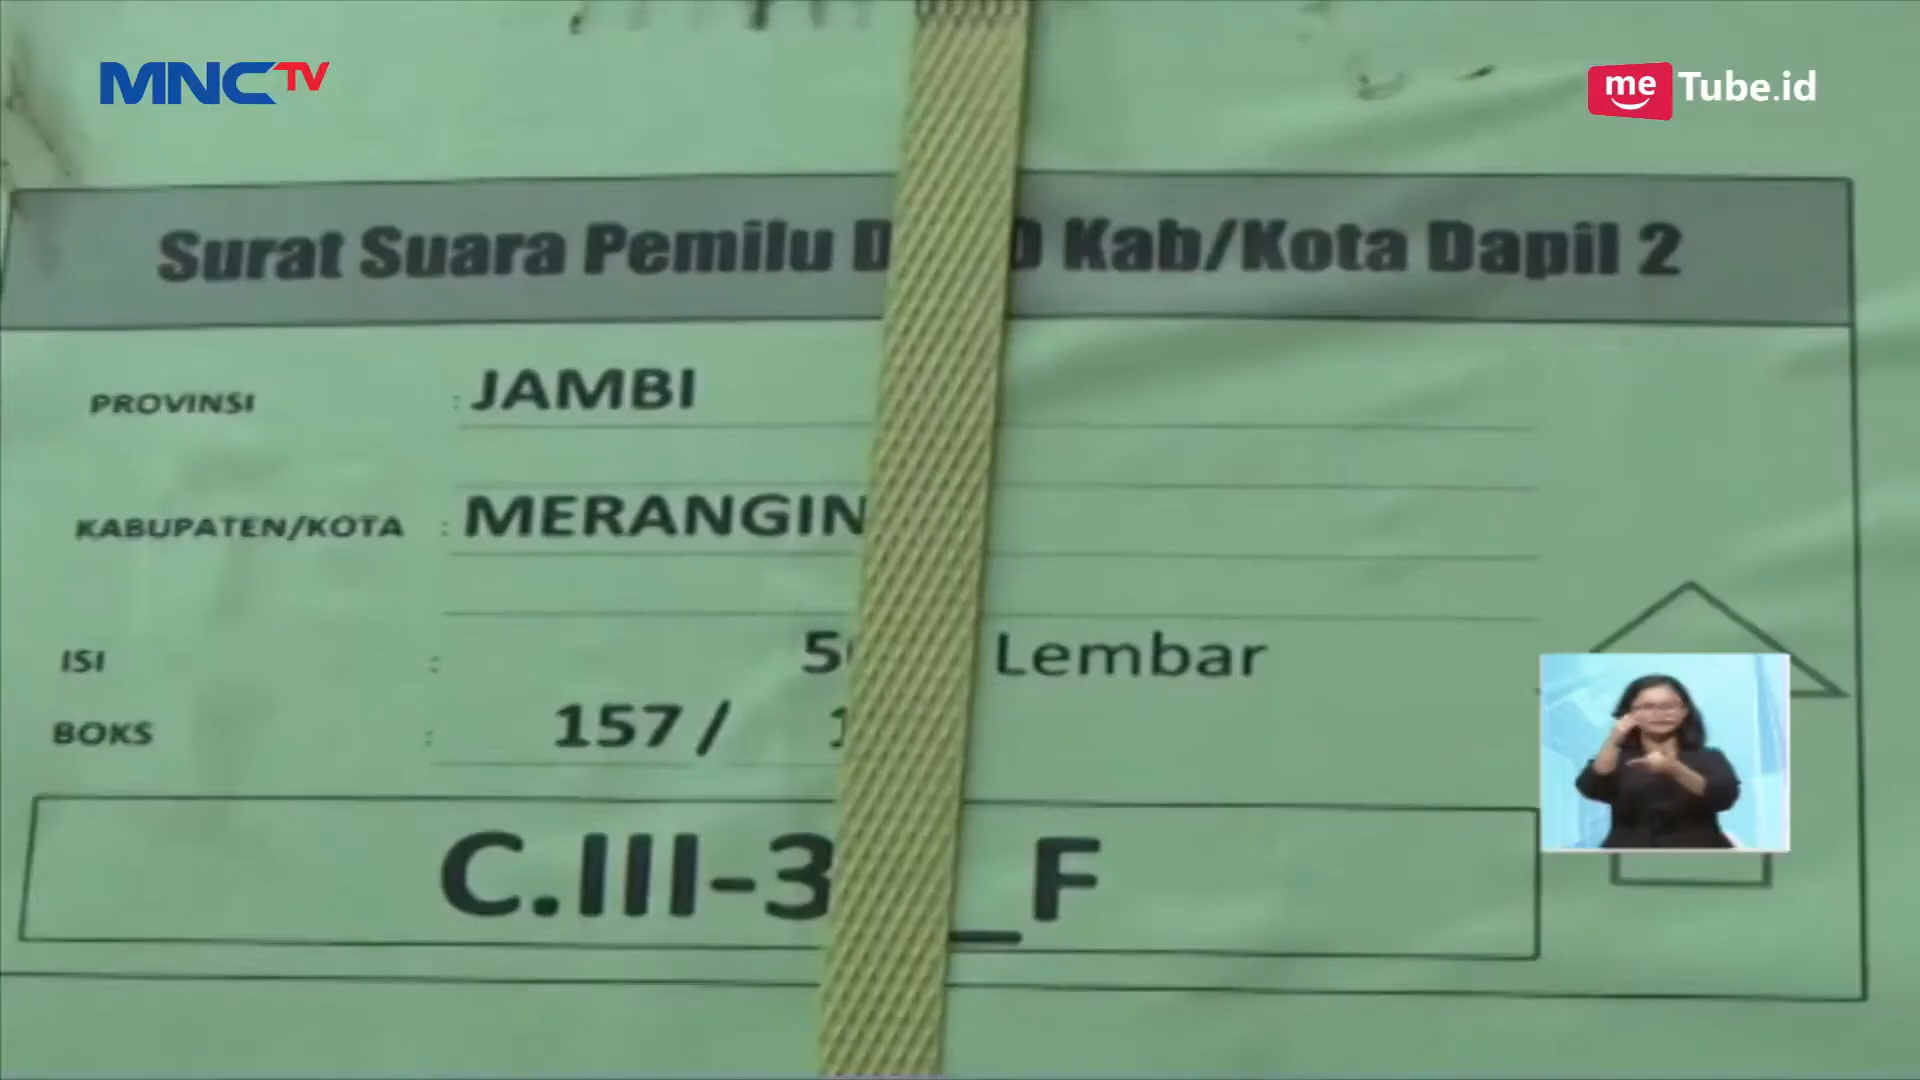 MNCTV
me Tube.id
Surat Suara Pemilu Kab/Kota Dapil 2
PROVINSI : JAMBI
KABUPATEN/KOTA : MERANGIN
ISI : Lembar
BOKS : 157 /
C.III-3 _F